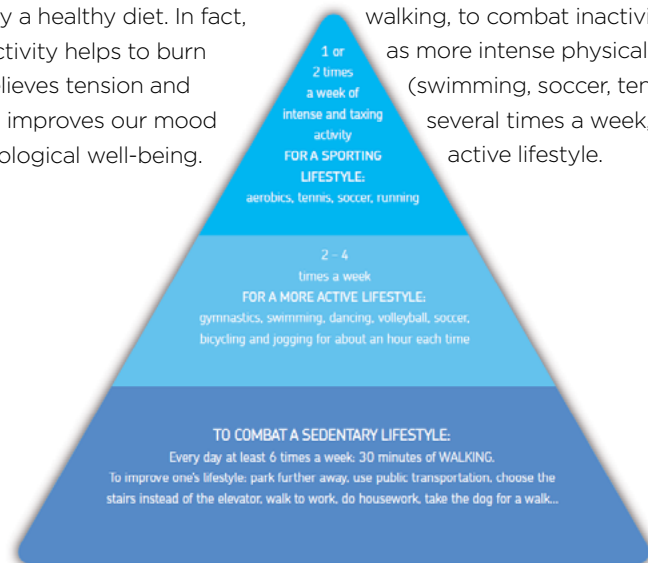 y a healthy diet. In fact,
ctivity helps to burn
lieves tension and
improves our mood
ological well-being.
walking, to combat inactivi
as more intense physical
(swimming, soccer, ten
several times a week,
active lifestyle.
1 or
2 times
a week of
intense and taxing
activity
FOR A SPORTING
LIFESTYLE:
aerobics, tennis, soccer, running
2 – 4
times a week
FOR A MORE ACTIVE LIFESTYLE:
gymnastics, swimming, dancing, volleyball, soccer,
bicycling and jogging for about an hour each time
TO COMBAT A SEDENTARY LIFESTYLE:
Every day at least 6 times a week: 30 minutes of WALKING.
To improve one's lifestyle: park further away, use public transportation, choose the
stairs instead of the elevator, walk to work, do housework, take the dog for a walk...